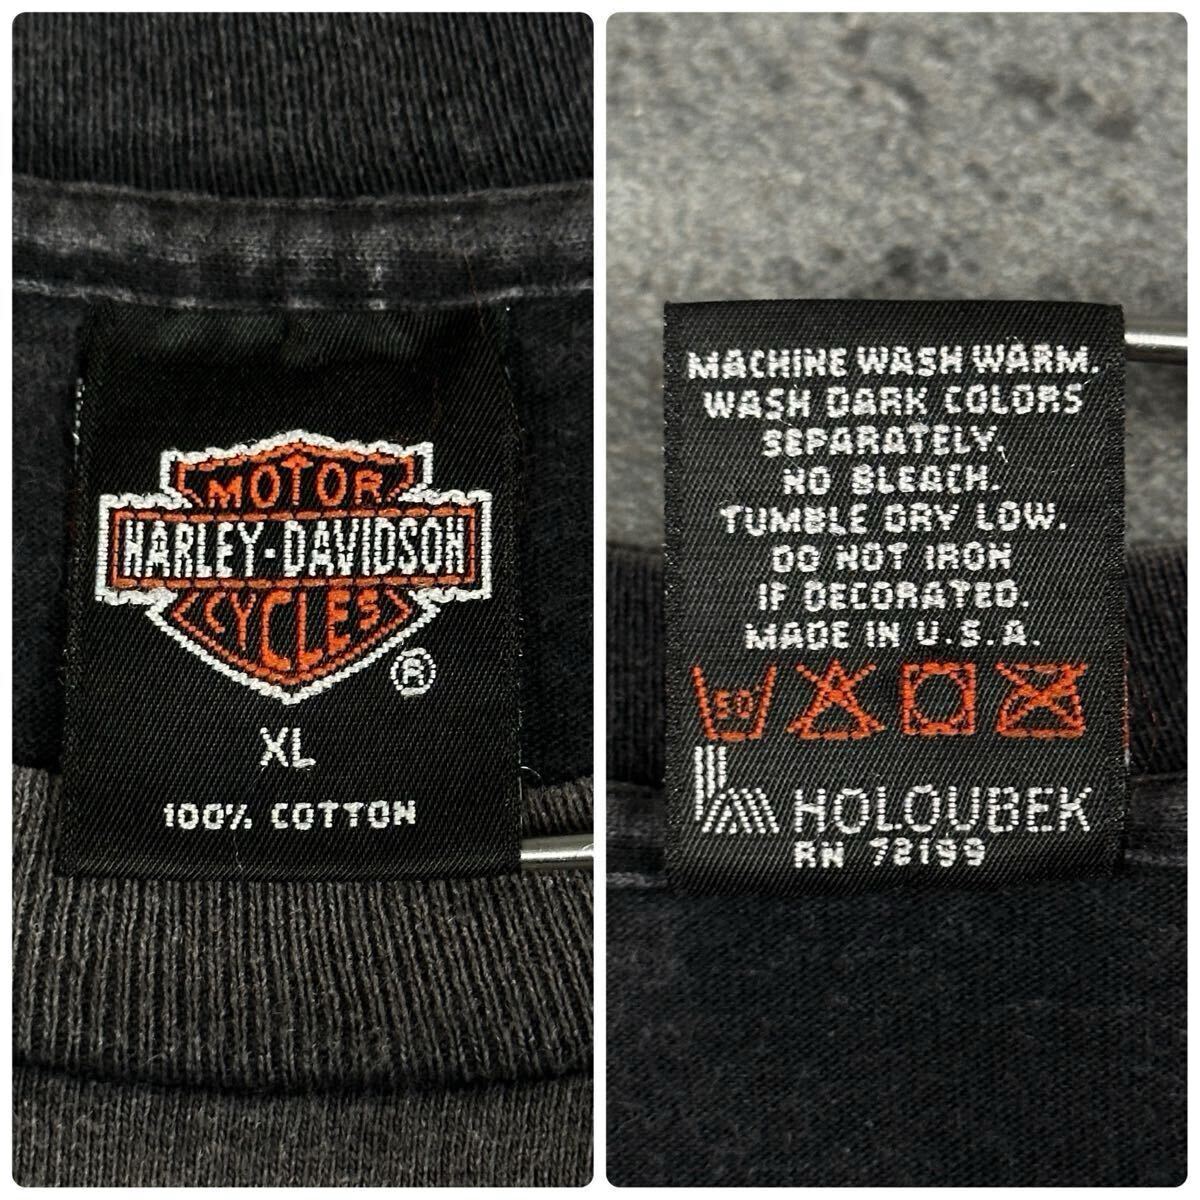 MOTOR
HARLEY-DAVIDSON
CYCLES
®
XL
100% COTTON
MACHINE WASH WARM.
WASH DARK COLORS
SEPARATELY.
NO BLEACH.
TUMBLE DRY LOW.
DO NOT IRON
IF DECORATED.
MADE IN U.S.A.
50
HOLOUBEK
RN 72199